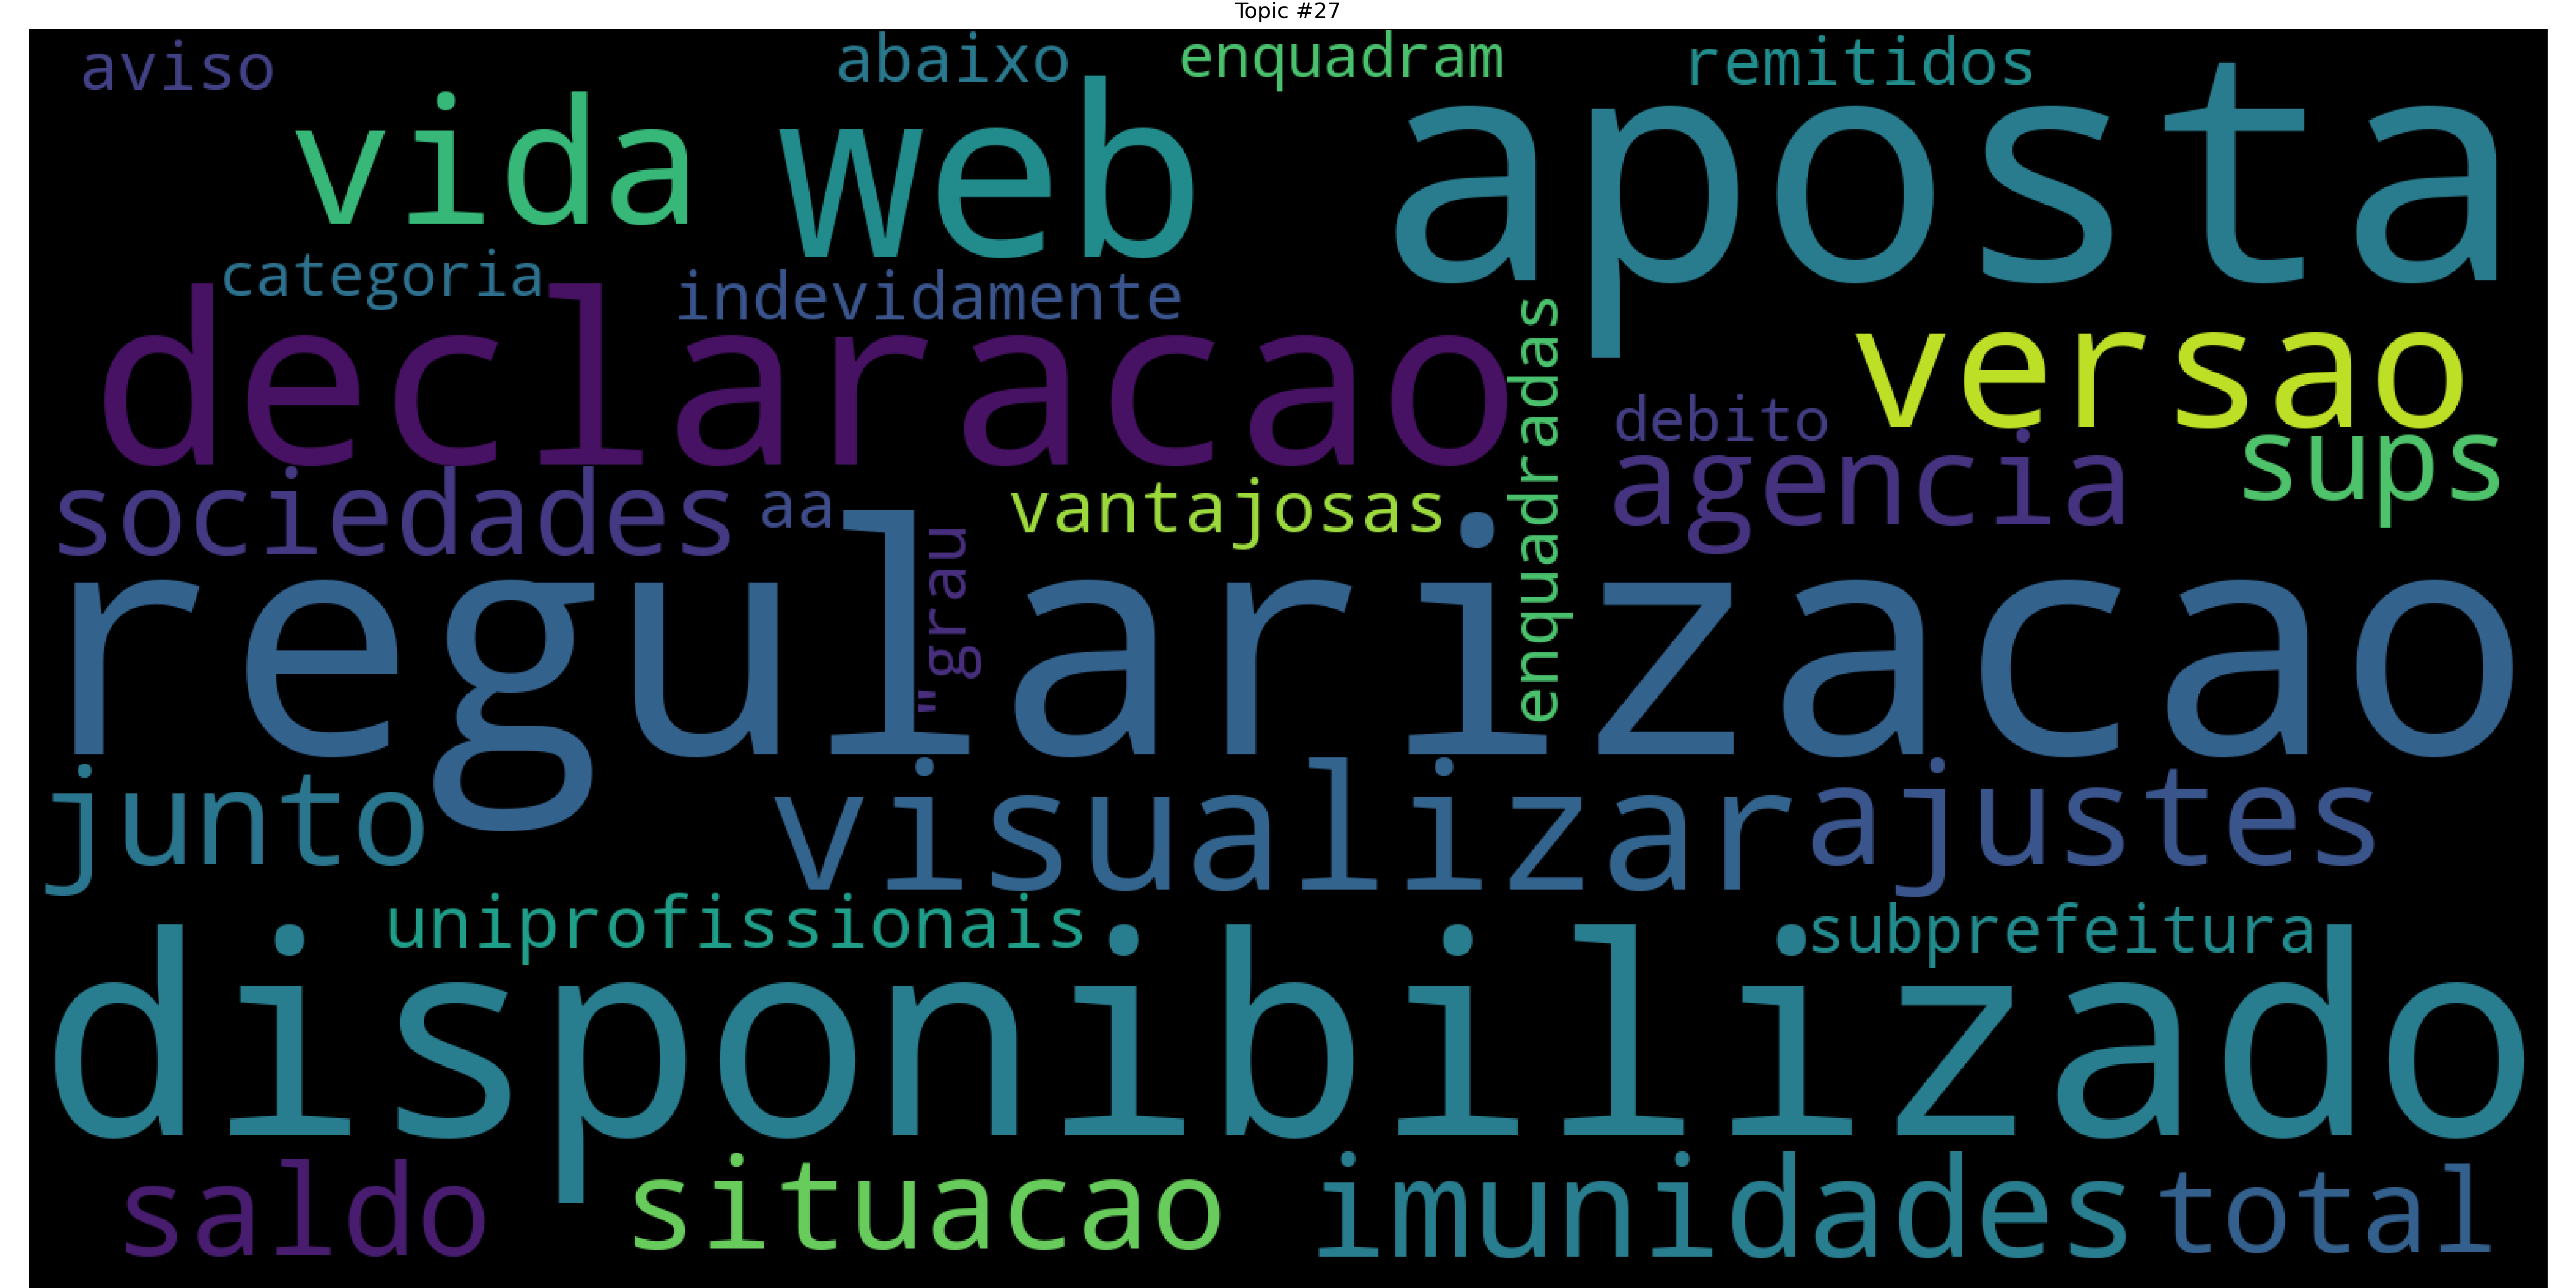 Topic #27
aviso
abaixo
enquadram
remitidos
vida
web
aposta
categoria
indevidamente
declaracao
enquadradas
versao
debito
agencia
sups
sociedades
aa
vantajosas
"grau
regularizacao
junto
visualizar
ajustes
uniprofissionais
subprefeitura
disponibilizado
saldo
situacao
imunidades
total